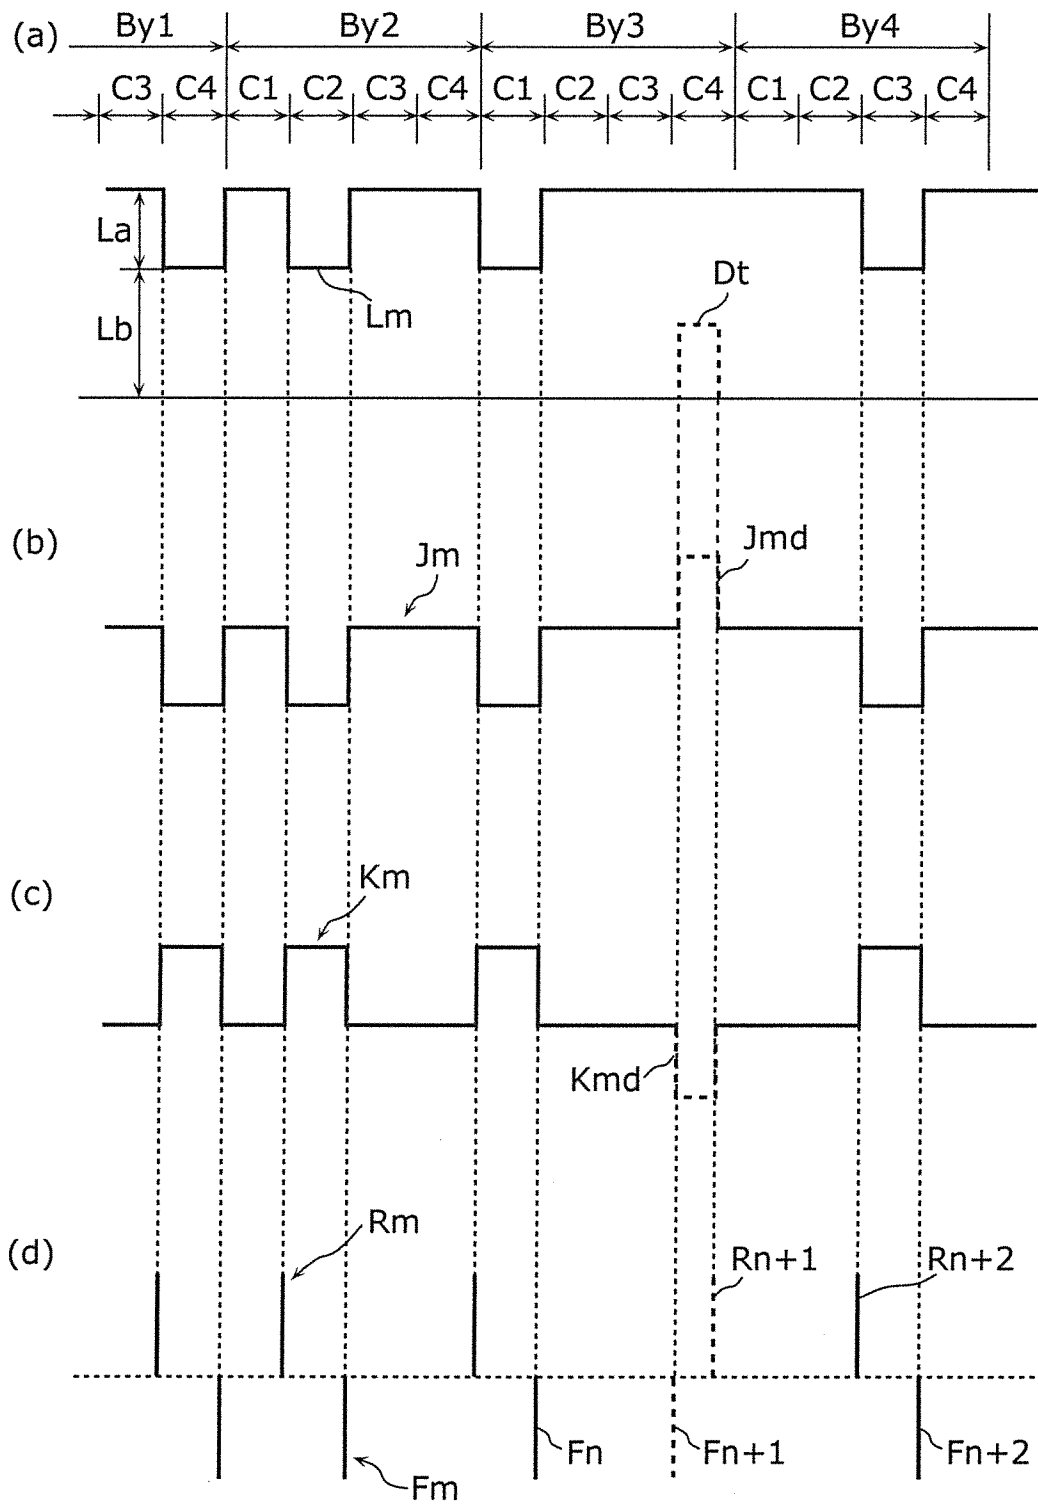 (a) By1 By2 By3 By4
C3 C4 C1 C2 C3 C4 C1 C2 C3 C4 C1 C2 C3 C4
La
Dt
Lm
Lb
(b)
Jm Jmd
Km
(c)
Kmd
Rm
(d) Rn+1 Rn+2
Fn Fn+1 Fn+2
Fm